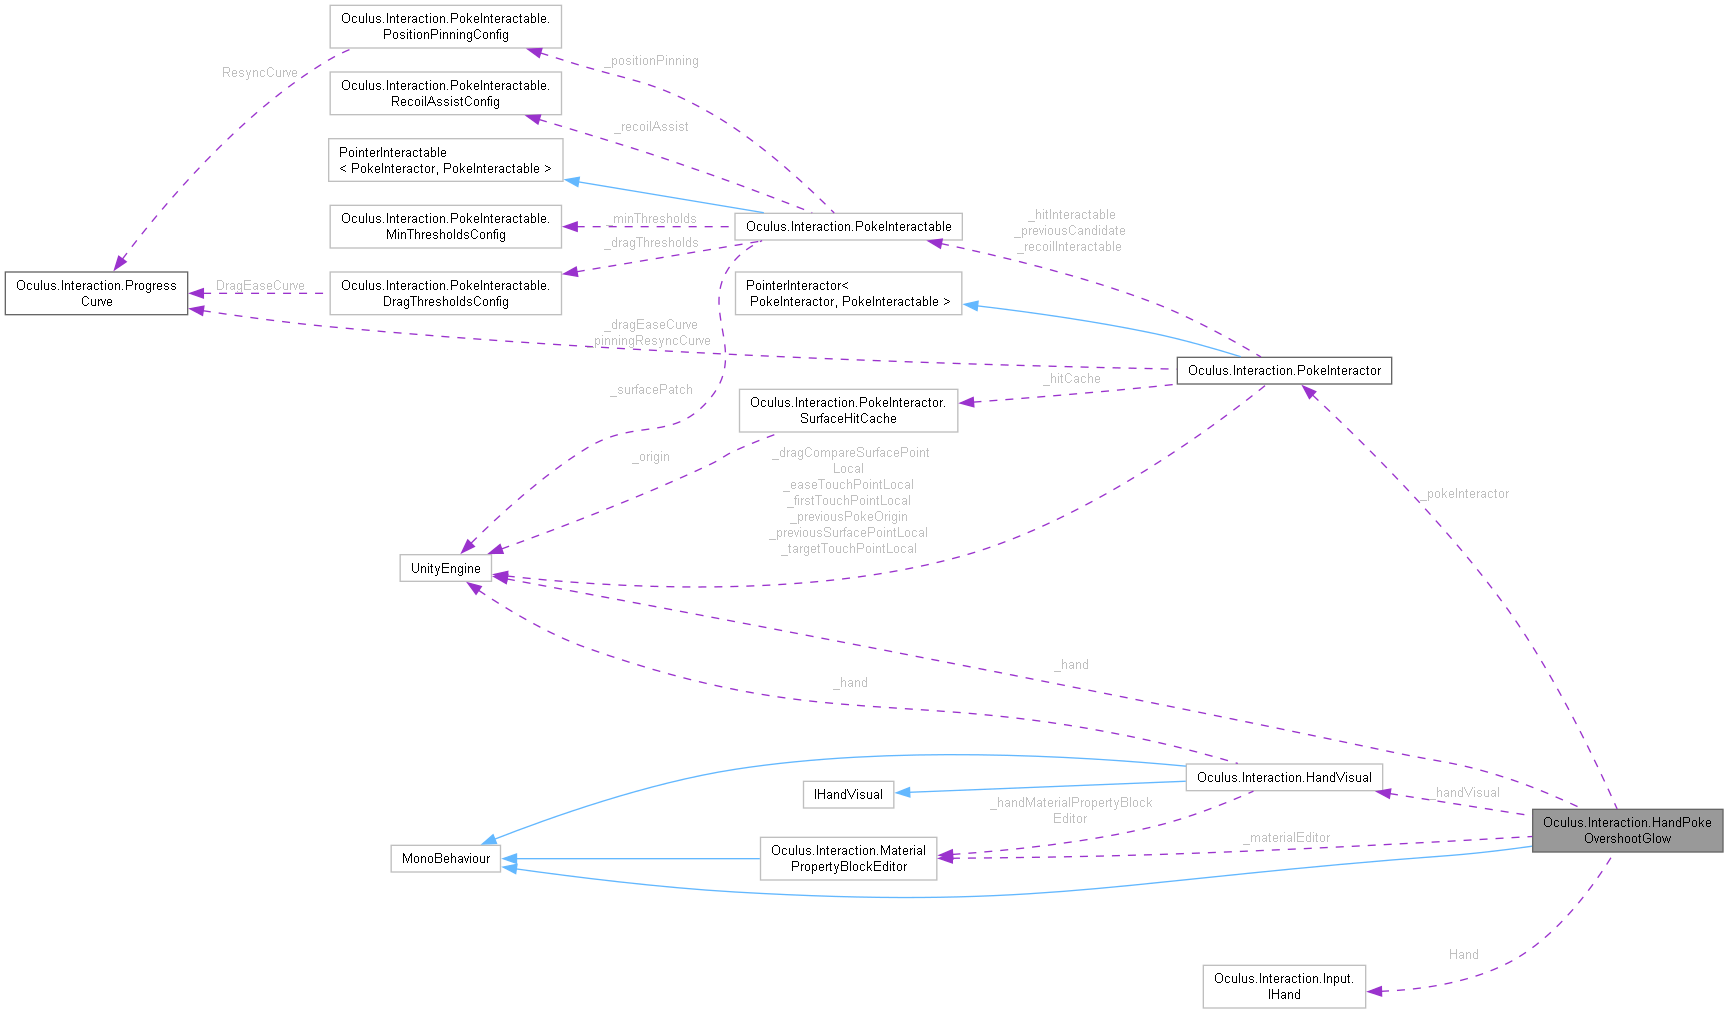 Oculus.Interaction.PokeInteractable.
PositionPinningConfig
_positionPinning
ResyncCurve
Oculus.Interaction.PokeInteractable.
RecoilAssistConfig
_recoilAssist
PointerInteractable
< PokeInteractor, PokeInteractable >
Oculus.Interaction.PokeInteractable.
MinThresholdsConfig
_minThresholds
_dragThresholds
Oculus.Interaction.PokeInteractable
_hitInteractable
_previousCandidate
_recoilInteractable
Oculus.Interaction.Progress
Curve
DragEaseCurve
Oculus.Interaction.PokeInteractable.
DragThresholdsConfig
PointerInteractor<
PokeInteractor, PokeInteractable >
_dragEaseCurve
_pinningResyncCurve
Oculus.Interaction.PokeInteractor
_hitCache
_surfacePatch
Oculus.Interaction.PokeInteractor.
SurfaceHitCache
_origin
_dragCompareSurfacePoint
Local
_easeTouchPointLocal
_firstTouchPointLocal
_previousPokeOrigin
_previousSurfacePointLocal
_targetTouchPointLocal
_pokeInteractor
UnityEngine
_hand
_hand
Oculus.Interaction.HandVisual
IHandVisual
_handVisual
_handMaterialPropertyBlock
Editor
Oculus.Interaction.HandPoke
OvershootGlow
_materialEditor
MonoBehaviour
Oculus.Interaction.Material
PropertyBlockEditor
Hand
Oculus.Interaction.Input.
IHand